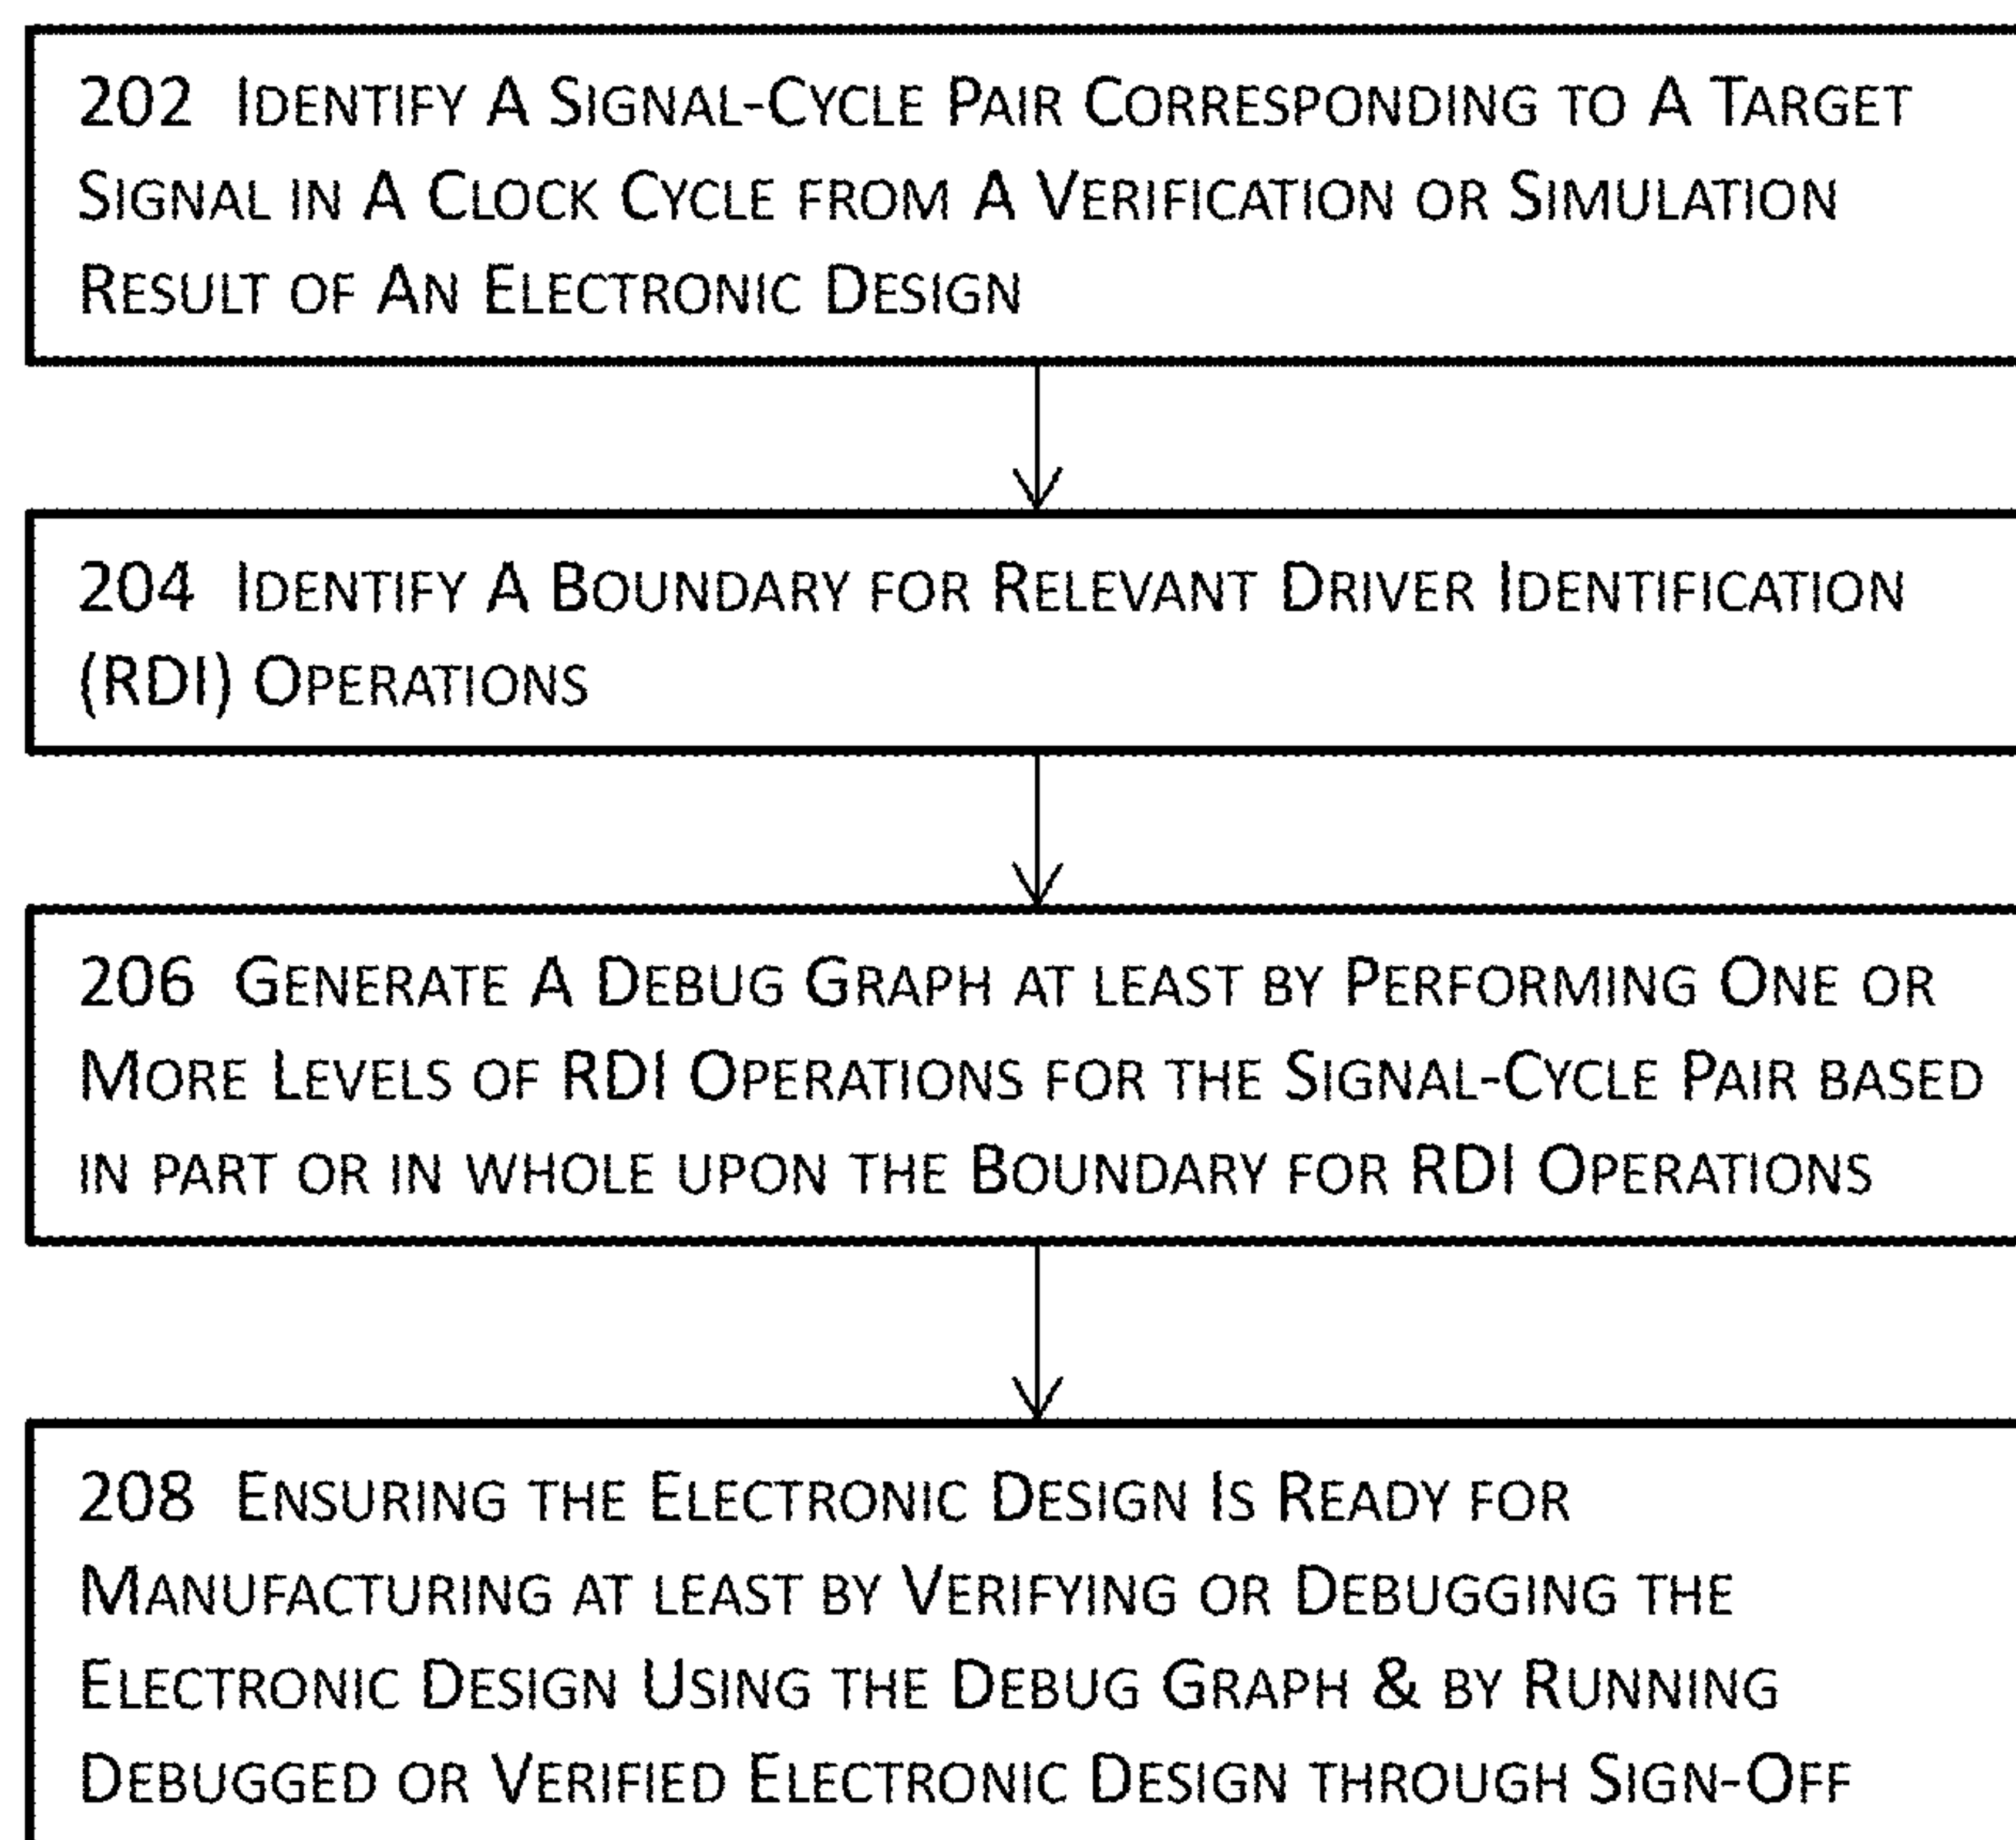 202 Identify A Signal-Cycle Pair Corresponding to A Target
Signal in A Clock Cycle from A Verification or Simulation
Result of An Electronic Design
204 Identify A Boundary for Relevant Driver Identification
(RDI) Operations
206 Generate A Debug Graph at least by Performing One or
More Levels of RDI Operations for the Signal-Cycle Pair based
in part or in whole upon the Boundary for RDI Operations
208 Ensuring the Electronic Design Is Ready for
Manufacturing at least by Verifying or Debugging the
Electronic Design Using the Debug Graph & by Running
Debugged or Verified Electronic Design through Sign-Off